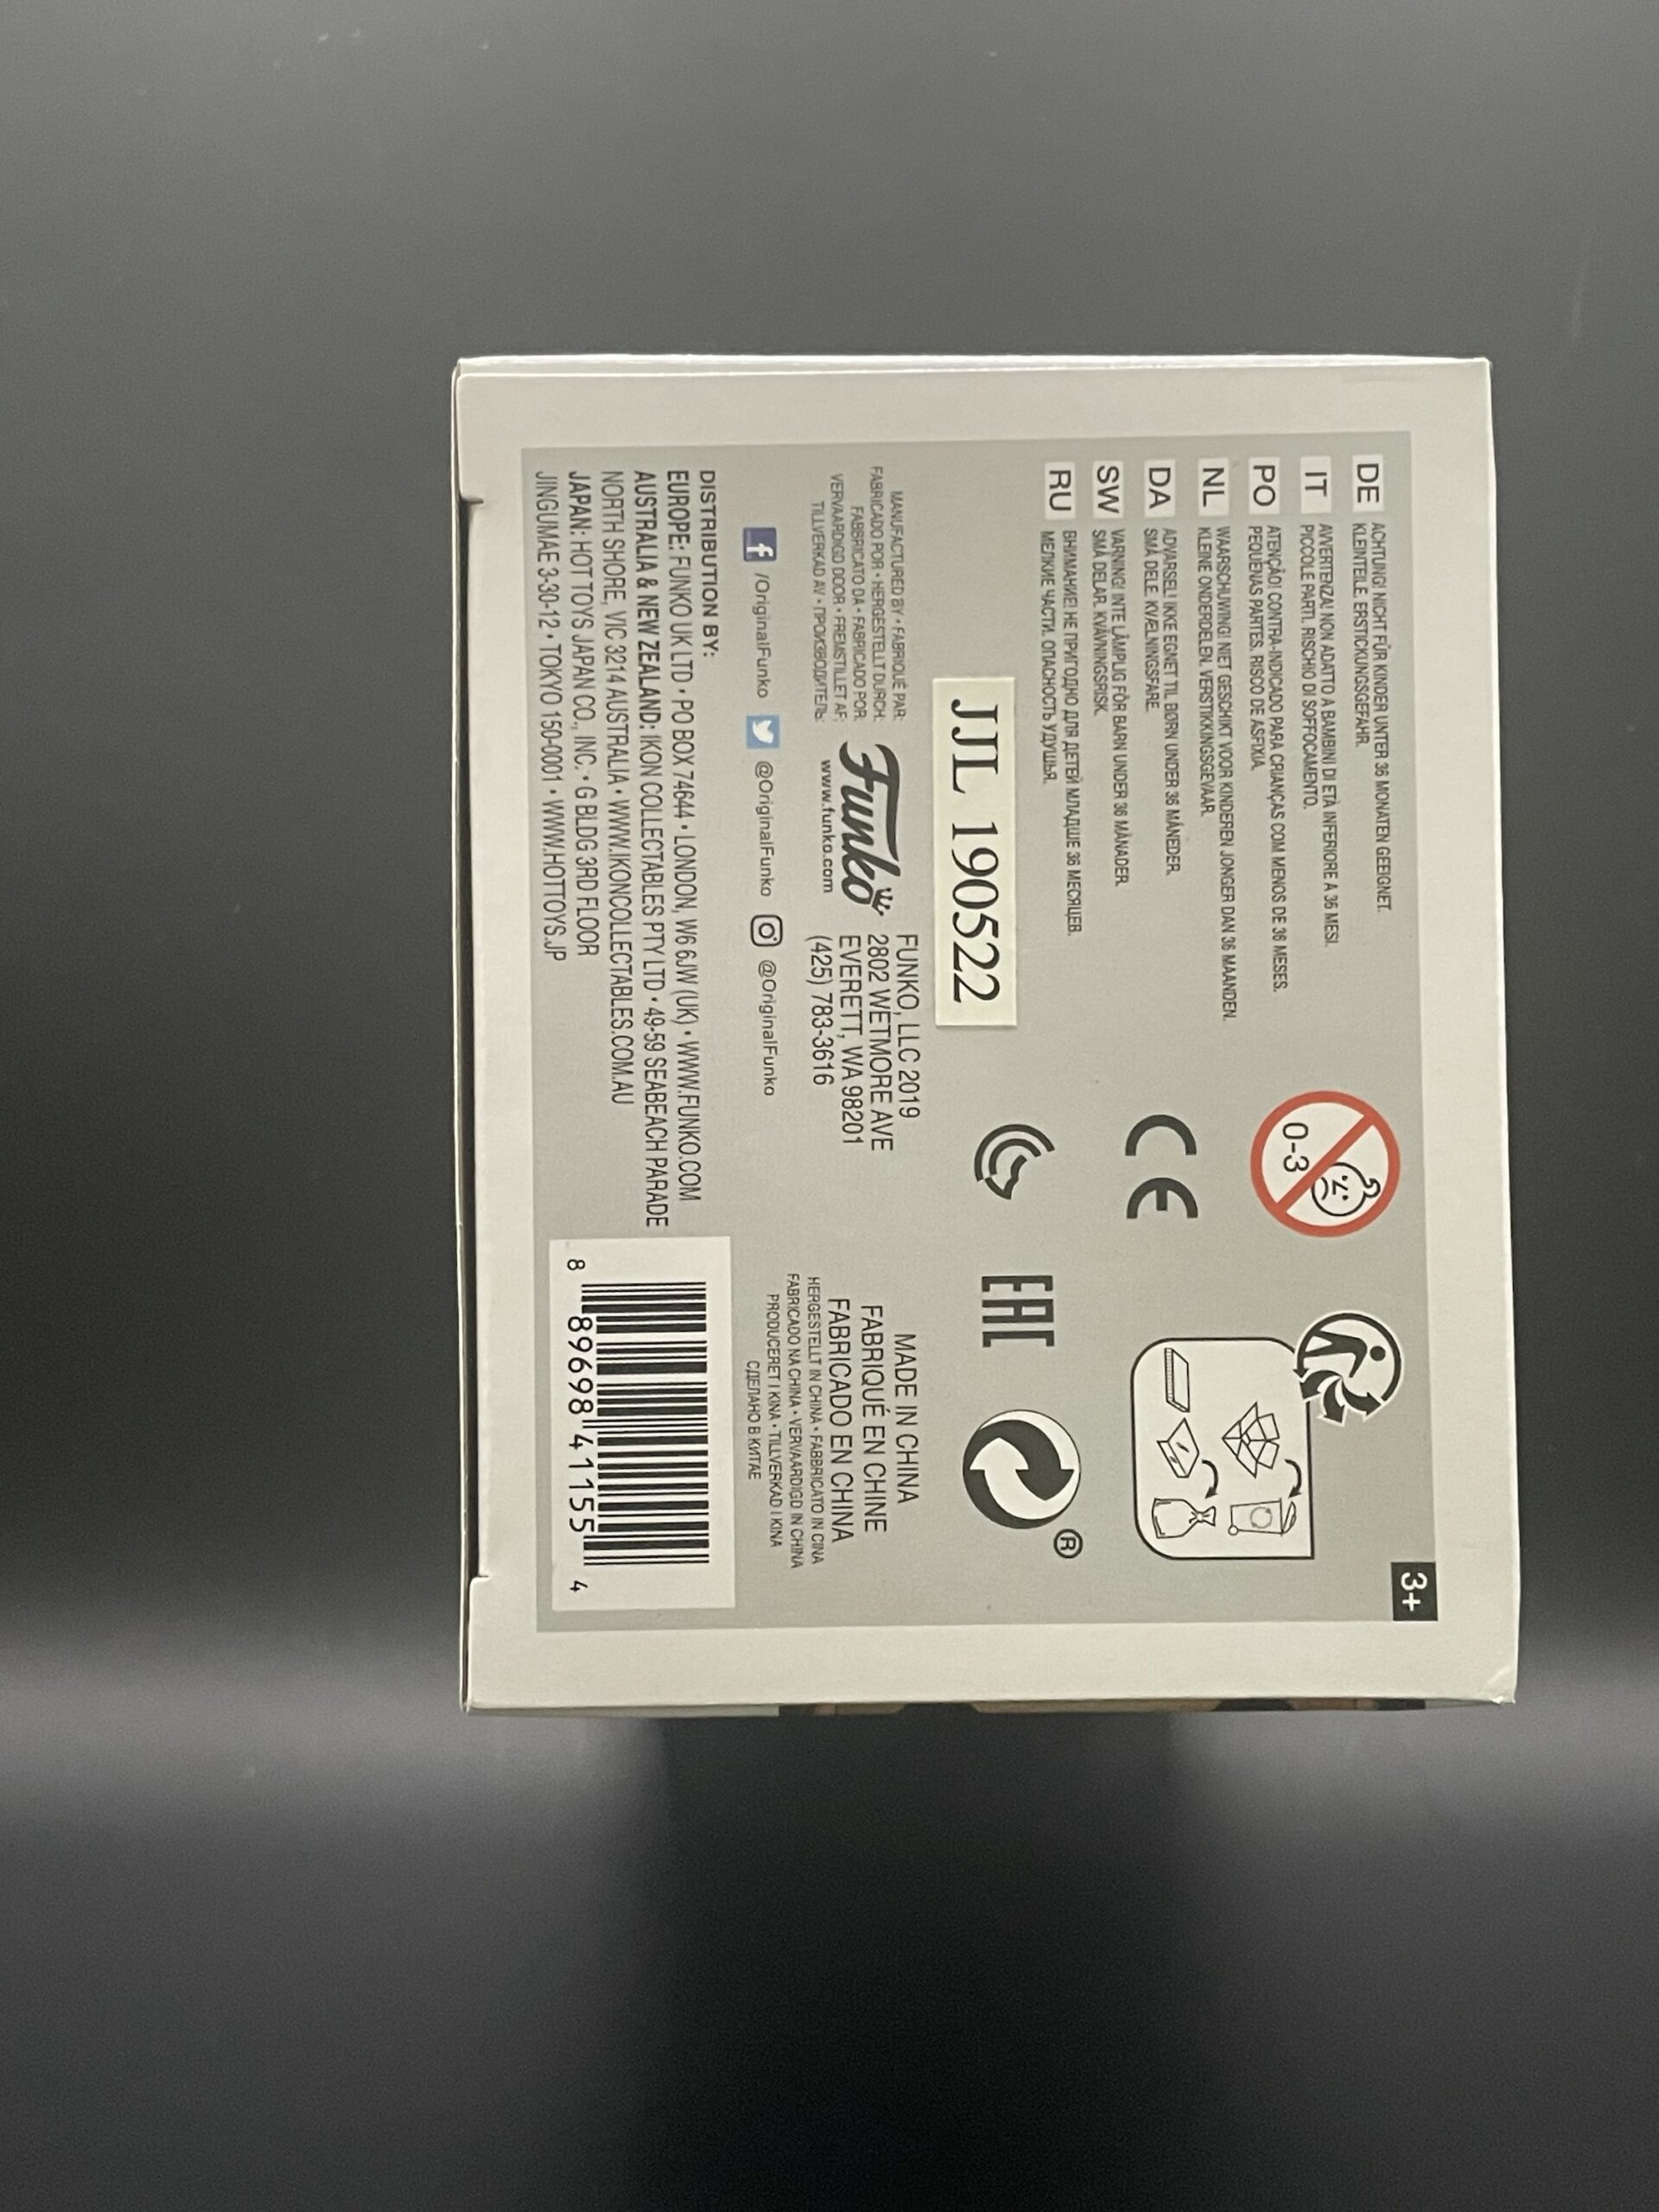 3+
DE ACHTUNG! NICHT FÜR KINDER UNTER 36 MONATEN GEEIGNET.
KLEINTEILE. ERSTICKUNGSGEFAHR.
IT AVVERTENZA! NON ADATTO A BAMBINI DI ETÀ INFERIORE A 36 MESI.
PICCOLE PARTI. RISCHIO DI SOFFOCAMENTO.
PO ATENÇÃO! CONTRA-INDICADO PARA CRIANÇAS COM MENOS DE 36 MESES.
PEQUENAS PARTES. RISCO DE ASFIXIA.
NL WAARSCHUWING! NIET GESCHIKT VOOR KINDEREN JONGER DAN 36 MAANDEN.
KLEINE ONDERDELEN. VERSTIKKINGSGEVAAR.
DA ADVARSEL! IKKE EGNET TIL BØRN UNDER 36 MÅNEDER.
SMÅ DELE. KVÆLNINGSFARE.
SW VARNING! INTE LÄMPLIG FÖR BARN UNDER 36 MÅNADER.
SMÅ DELAR. KVÄVNINGSRISK.
RU ВНИМАНИЕ! НЕ ПРИГОДНО ДЛЯ ДЕТЕЙ МЛАДШЕ 36 МЕСЯЦЕВ.
МЕЛКИЕ ЧАСТИ. ОПАСНОСТЬ УДУШЬЯ.
0-3
CE
EAC
®
JJL 190522
MANUFACTURED BY • FABRIQUÉ PAR:
FABRICADO POR • HERGESTELLT DURCH:
FABBRICATO DA • FABRICADO POR:
VERVAARDIGD DOOR • FREMSTILLET AF:
TILLVERKAD AV • ПРОИЗВОДИТЕЛЬ:
Funko
www.funko.com
FUNKO, LLC 2019
2802 WETMORE AVE
EVERETT, WA 98201
(425) 783-3616
MADE IN CHINA
FABRIQUÉ EN CHINE
FABRICADO EN CHINA
HERGESTELLT IN CHINA • FABBRICATO IN CINA
FABRICADO NA CHINA • VERVAARDIGD IN CHINA
PRODUCERET I KINA • TILLVERKAD I KINA
СДЕЛАНО В КИТАЕ
f /OriginalFunko @OriginalFunko @OriginalFunko
DISTRIBUTION BY:
EUROPE: FUNKO UK LTD • PO BOX 74644 • LONDON, W6 6JW (UK) • WWW.FUNKO.COM
AUSTRALIA & NEW ZEALAND: IKON COLLECTABLES PTY LTD • 49-59 SEABEACH PARADE
NORTH SHORE, VIC 3214 AUSTRALIA • WWW.IKONCOLLECTABLES.COM.AU
JAPAN: HOT TOYS JAPAN CO., INC. • G BLDG 3RD FLOOR
JINGUMAE 3-30-12 • TOKYO 150-0001 • WWW.HOTTOYS.JP
8 89698 41155 4